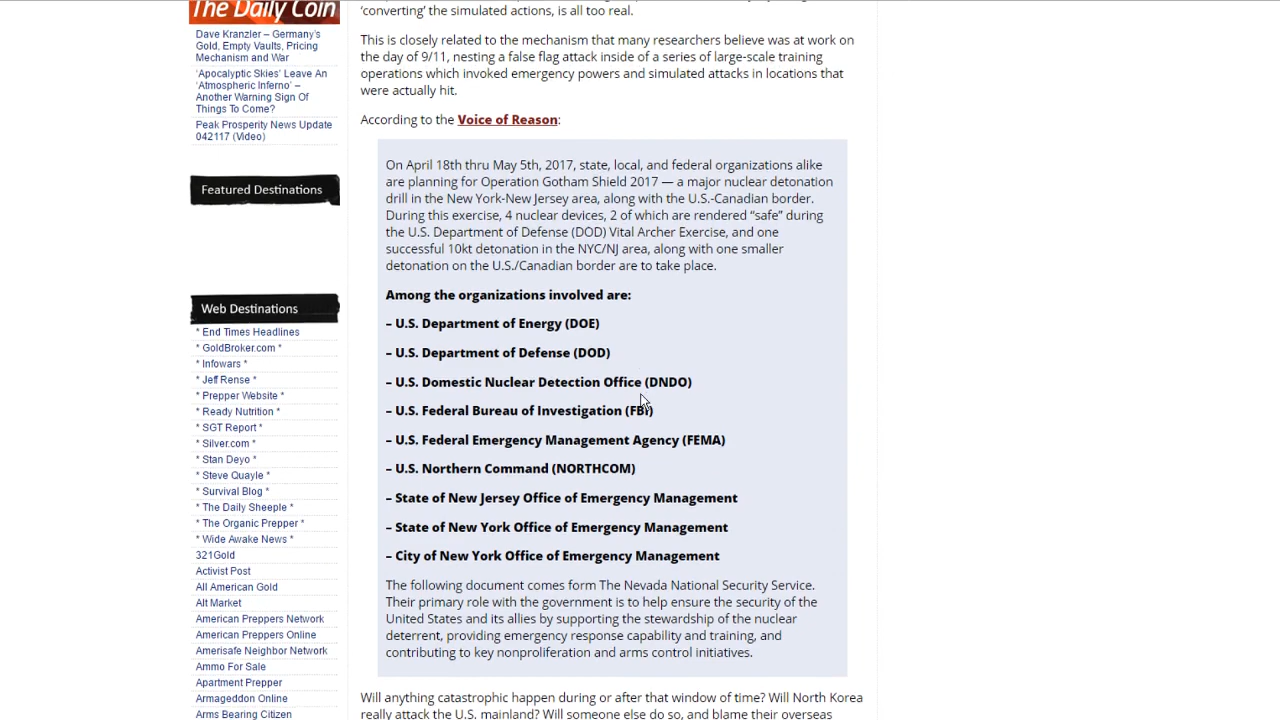 The Daily Coin
Dave Kranzler – Germany's
Gold, Empty Vaults, Pricing
Mechanism and War
'Apocalyptic Skies' Leave An
'Atmospheric Inferno' –
Another Warning Sign Of
Things To Come?
Peak Prosperity News Update
042117 (Video)
Featured Destinations
Web Destinations
* End Times Headlines
* GoldBroker.com *
* Infowars *
* Jeff Rense *
* Prepper Website *
* Ready Nutrition *
* SGT Report *
* Silver.com *
* Stan Deyo *
* Steve Quayle *
* Survival Blog *
* The Daily Sheeple *
* The Organic Prepper *
* Wide Awake News *
321Gold
Activist Post
All American Gold
Alt Market
American Preppers Network
American Preppers Online
Amerisafe Neighbor Network
Ammo For Sale
Apartment Prepper
Armageddon Online
Arms Bearing Citizen
'converting' the simulated actions, is all too real.
This is closely related to the mechanism that many researchers believe was at work on
the day of 9/11, nesting a false flag attack inside of a series of large-scale training
operations which invoked emergency powers and simulated attacks in locations that
were actually hit.
According to the Voice of Reason:
On April 18th thru May 5th, 2017, state, local, and federal organizations alike
are planning for Operation Gotham Shield 2017 — a major nuclear detonation
drill in the New York-New Jersey area, along with the U.S.-Canadian border.
During this exercise, 4 nuclear devices, 2 of which are rendered "safe" during
the U.S. Department of Defense (DOD) Vital Archer Exercise, and one
successful 10kt detonation in the NYC/NJ area, along with one smaller
detonation on the U.S./Canadian border are to take place.
Among the organizations involved are:
– U.S. Department of Energy (DOE)
– U.S. Department of Defense (DOD)
– U.S. Domestic Nuclear Detection Office (DNDO)
– U.S. Federal Bureau of Investigation (FBI)
– U.S. Federal Emergency Management Agency (FEMA)
– U.S. Northern Command (NORTHCOM)
– State of New Jersey Office of Emergency Management
– State of New York Office of Emergency Management
– City of New York Office of Emergency Management
The following document comes form The Nevada National Security Service.
Their primary role with the government is to help ensure the security of the
United States and its allies by supporting the stewardship of the nuclear
deterrent, providing emergency response capability and training, and
contributing to key nonproliferation and arms control initiatives.
Will anything catastrophic happen during or after that window of time? Will North Korea
really attack the U.S. mainland? Will someone else do so, and blame their overseas